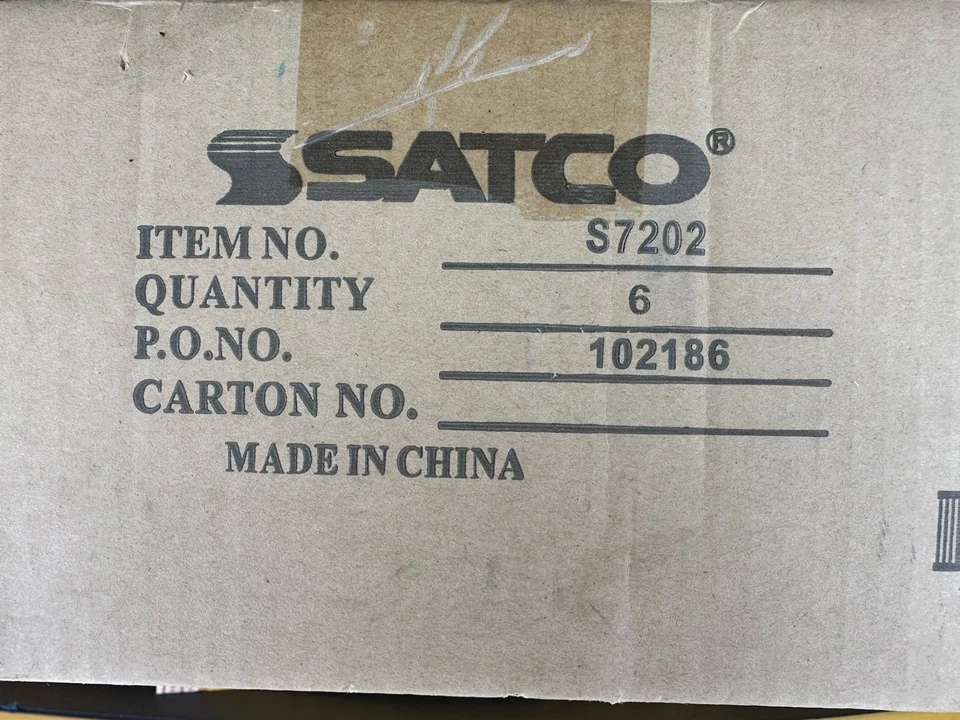 SATCO®
ITEM NO. S7202
QUANTITY 6
P.O.NO. 102186
CARTON NO.
MADE IN CHINA